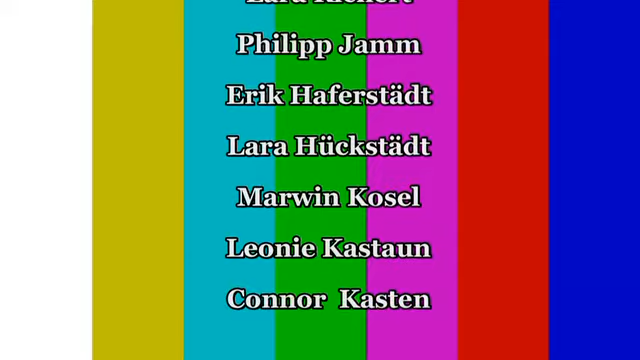 Philipp Jamm
Erik Haferstädt
Lara Hückstädt
Marwin Kosel
Leonie Kastaun
Connor  Kasten